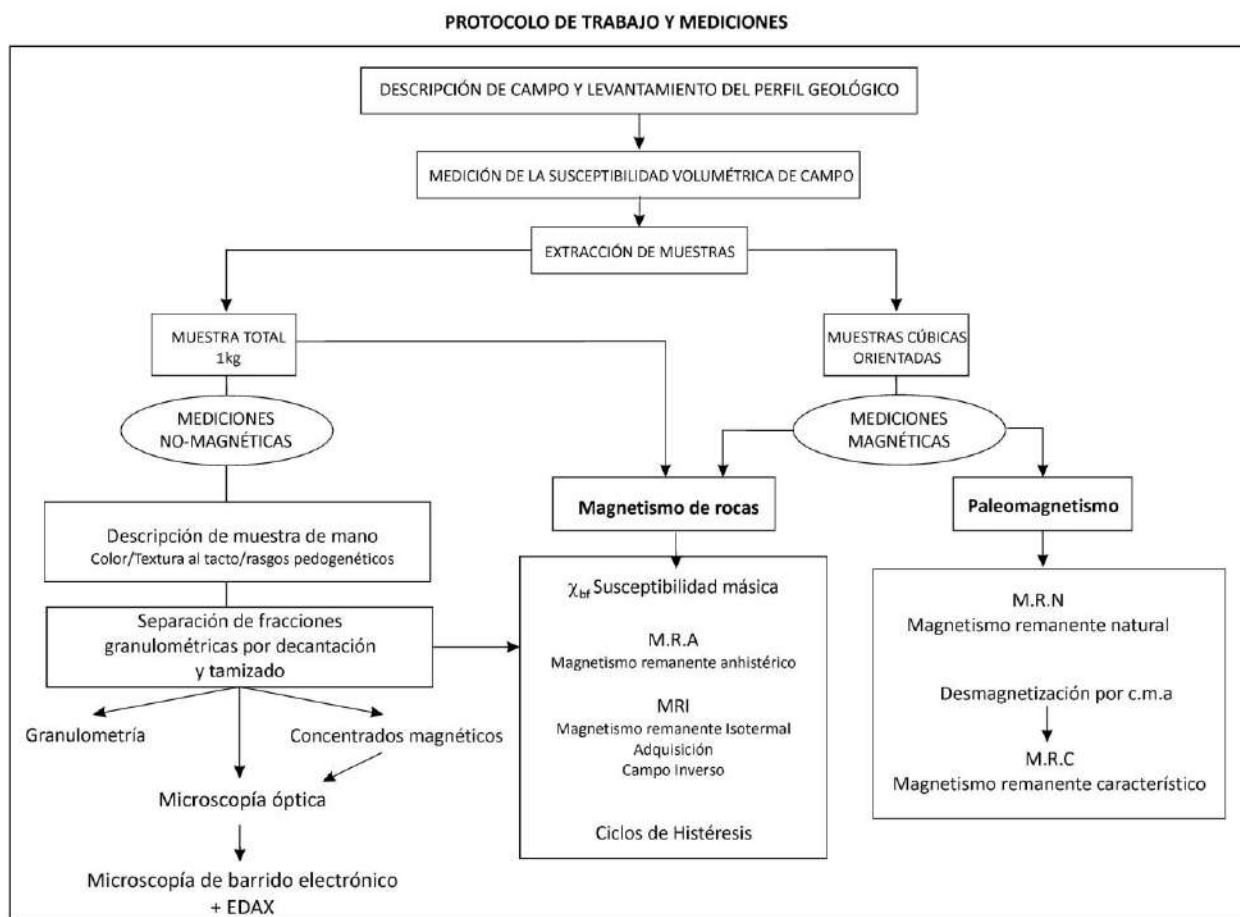 PROTOCOLO DE TRABAJO Y MEDICIONES
DESCRIPCIÓN DE CAMPO Y LEVANTAMIENTO DEL PERFIL GEOLÓGICO
MEDICIÓN DE LA SUSCEPTIBILIDAD VOLUMÉTRICA DE CAMPO
EXTRACCIÓN DE MUESTRAS
MUESTRA TOTAL
1kg
MUESTRAS CÚBICAS
ORIENTADAS
MEDICIONES
NO-MAGNÉTICAS
MEDICIONES
MAGNÉTICAS
Magnetismo de rocas
Paleomagnetismo
Descripción de muestra de mano
Color/Textura al tacto/rasgos pedogenéticos
Separación de fracciones
granulométricas por decantación
y tamizado
Granulometría
Concentrados magnéticos
Microscopía óptica
Microscopía de barrido electrónico
+ EDAX
χbf Susceptibilidad másica
M.R.A
Magnetismo remanente anhistérico
MRI
Magnetismo remanente Isotermal
Adquisición
Campo Inverso
Ciclos de Histéresis
M.R.N
Magnetismo remanente natural
Desmagnetización por c.m.a
M.R.C
Magnetismo remanente característico